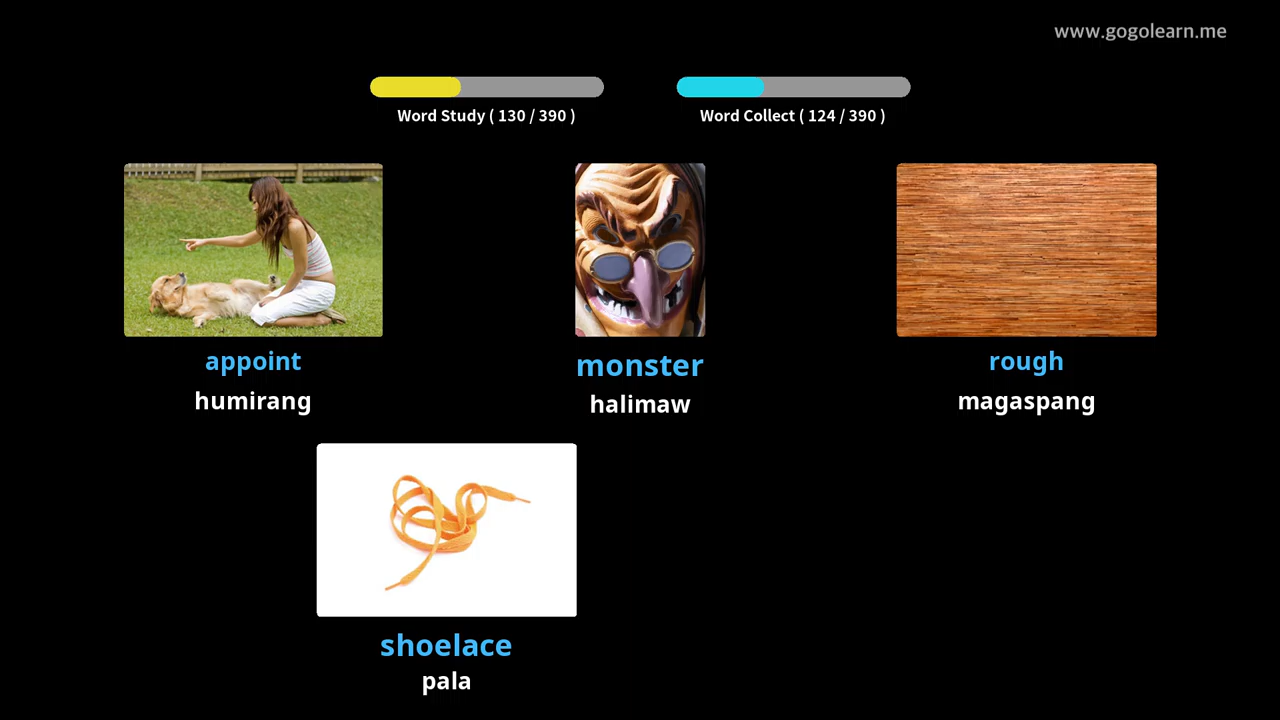 www.gogolearn.me
Word Study ( 130 / 390 )
Word Collect ( 124 / 390 )
appoint
humirang
monster
halimaw
rough
magaspang
shoelace
pala